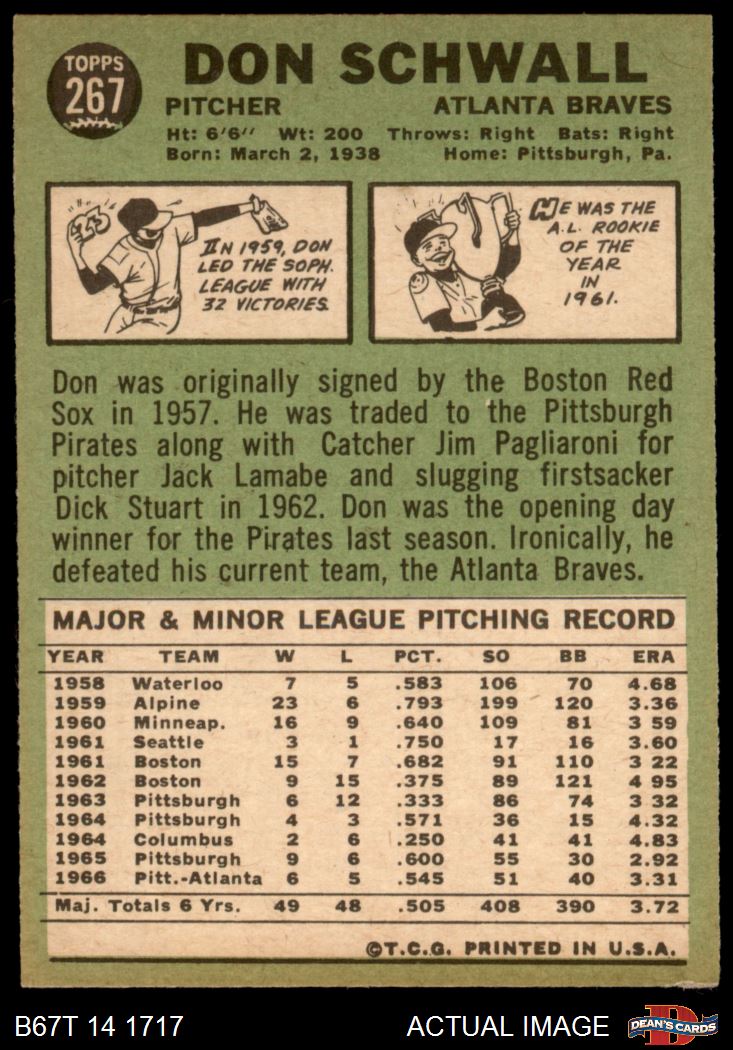 TOPPS
267
DON SCHWALL
PITCHER ATLANTA BRAVES
Ht: 6'6" Wt: 200 Throws: Right Bats: Right
Born: March 2, 1938 Home: Pittsburgh, Pa.
23
IN 1959, DON
LED THE SOPH.
LEAGUE WITH
32 VICTORIES.
HE WAS THE
A.L. ROOKIE
OF THE
YEAR
IN
1961.
Don was originally signed by the Boston Red
Sox in 1957. He was traded to the Pittsburgh
Pirates along with Catcher Jim Pagliaroni for
pitcher Jack Lamabe and slugging firstsacker
Dick Stuart in 1962. Don was the opening day
winner for the Pirates last season. Ironically, he
defeated his current team, the Atlanta Braves.
MAJOR & MINOR LEAGUE PITCHING RECORD
YEAR TEAM W L PCT. SO BB ERA
1958 Waterloo 7 5 .583 106 70 4.68
1959 Alpine 23 6 .793 199 120 3.36
1960 Minneap. 16 9 .640 109 81 3 59
1961 Seattle 3 1 .750 17 16 3.60
1961 Boston 15 7 .682 91 110 3 22
1962 Boston 9 15 .375 89 121 4 95
1963 Pittsburgh 6 12 .333 86 74 3 32
1964 Pittsburgh 4 3 .571 36 15 4.32
1964 Columbus 2 6 .250 41 41 4.83
1965 Pittsburgh 9 6 .600 55 30 2.92
1966 Pitt.-Atlanta 6 5 .545 51 40 3.31
Maj. Totals 6 Yrs. 49 48 .505 408 390 3.72
©T.C.G. PRINTED IN U.S.A.
B67T 14 1717 ACTUAL IMAGE DEAN'S CARDS